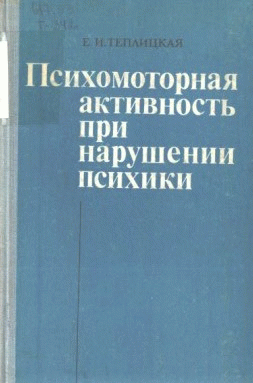 Е. И. ТЕПЛИЦКАЯ
Психомоторная
активность
при
нарушении
психики